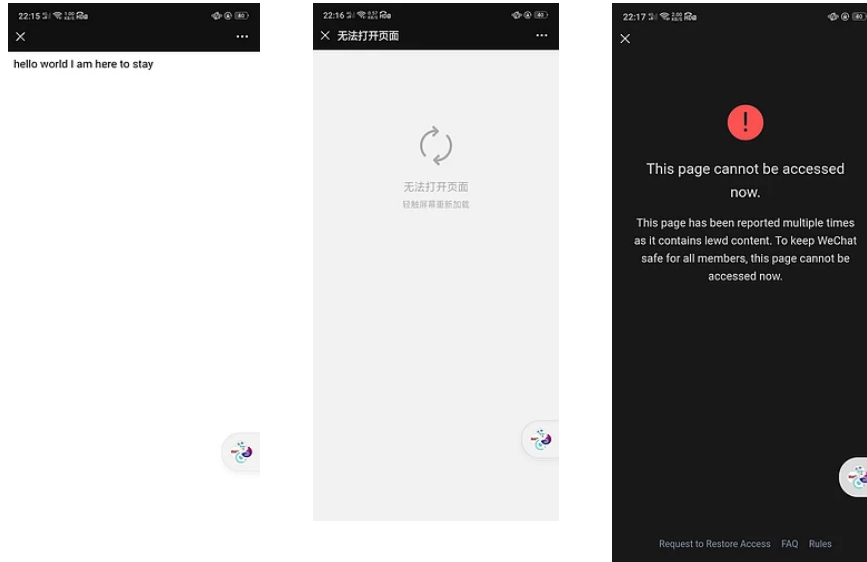 22:15
hello world I am here to stay
22:16
无法打开页面
无法打开页面
轻触屏幕重新加载
22:17
This page cannot be accessed
now.
This page has been reported multiple times
as it contains lewd content. To keep WeChat
safe for all members, this page cannot be
accessed now.
Request to Restore Access FAQ Rules